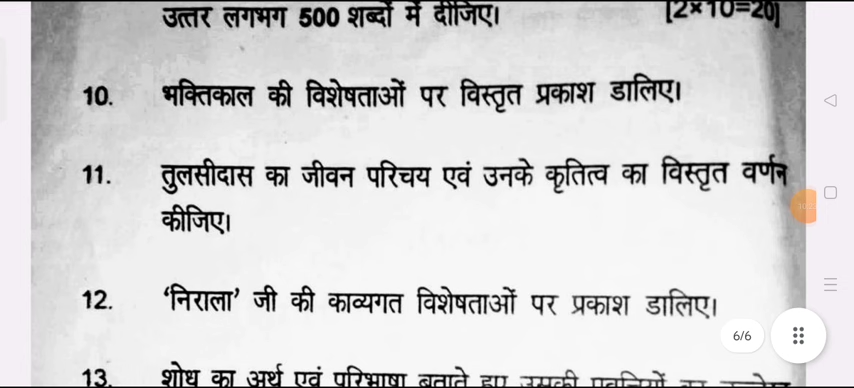 उत्तर लगभग 500 शब्दों में दीजिए। [2×10=20]
10. भक्तिकाल की विशेषताओं पर विस्तृत प्रकाश डालिए।
11. तुलसीदास का जीवन परिचय एवं उनके कृतित्व का विस्तृत वर्णन
कीजिए।
12. ‘निराला’ जी की काव्यगत विशेषताओं पर प्रकाश डालिए।
6/6
13. शोध का अर्थ एवं परिभाषा बताते हुए उसकी